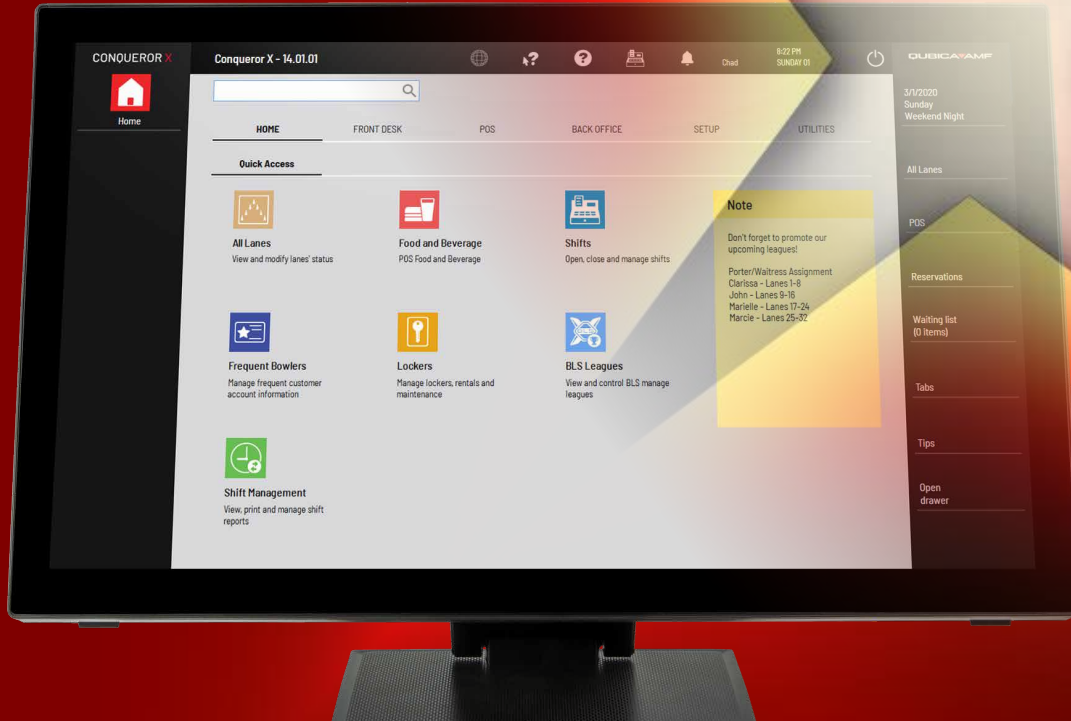 CONQUEROR X
Home
Conqueror X - 14.01.01
Chad
6:22 PM
SUNDAY 01
QUBICAAMF
3/1/2020
Sunday
Weekend Night
HOME
FRONT DESK
POS
BACK OFFICE
SETUP
UTILITIES
Quick Access
All Lanes
View and modify lanes' status
Food and Beverage
POS Food and Beverage
Shifts
Open, close and manage shifts
Note
Don't forget to promote our
upcoming leagues!
Porter/Waitress Assignment
Clarissa - Lanes 1-8
John - Lanes 9-16
Marielle - Lanes 17-24
Marcie - Lanes 25-32
Frequent Bowlers
Manage frequent customer
account information
Lockers
Manage lockers, rentals and
maintenance
BLS Leagues
View and control BLS manage
leagues
Shift Management
View, print and manage shift
reports
All Lanes
POS
Reservations
Waiting list
(0 items)
Tabs
Tips
Open
drawer